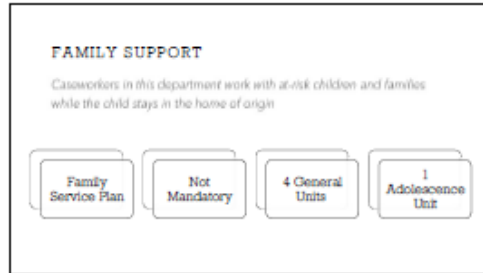 FAMILY SUPPORT
Caseworkers in this department work with at-risk children and families
while the child stays in the home of origin
Family
Service Plan
Not
Mandatory
4 General
Units
1
Adolescence
Unit